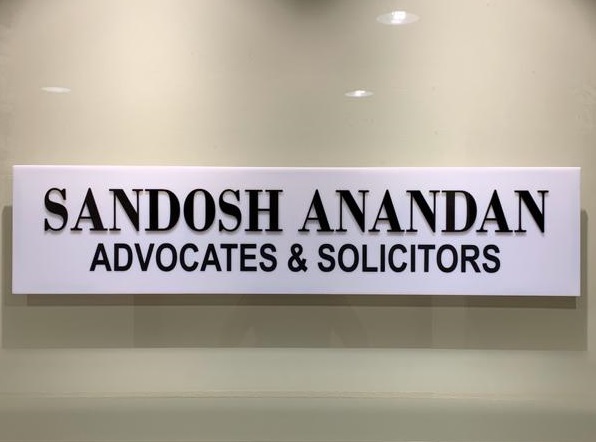 SANDOSH ANANDAN
ADVOCATES & SOLICITORS